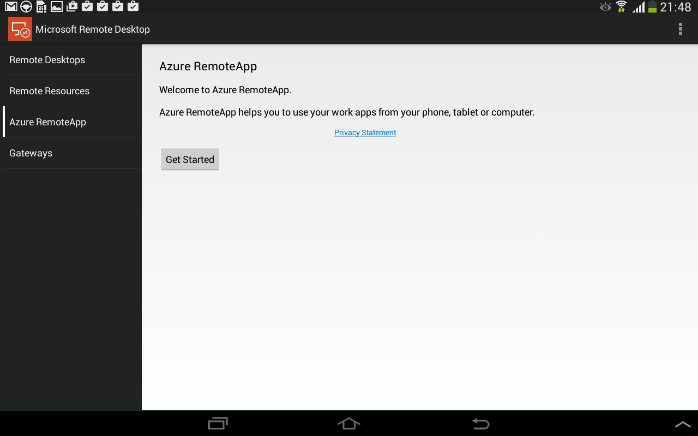 21:48
Microsoft Remote Desktop
Remote Desktops
Remote Resources
Azure RemoteApp
Gateways
Azure RemoteApp
Welcome to Azure RemoteApp.
Azure RemoteApp helps you to use your work apps from your phone, tablet or computer.
Privacy Statement
Get Started